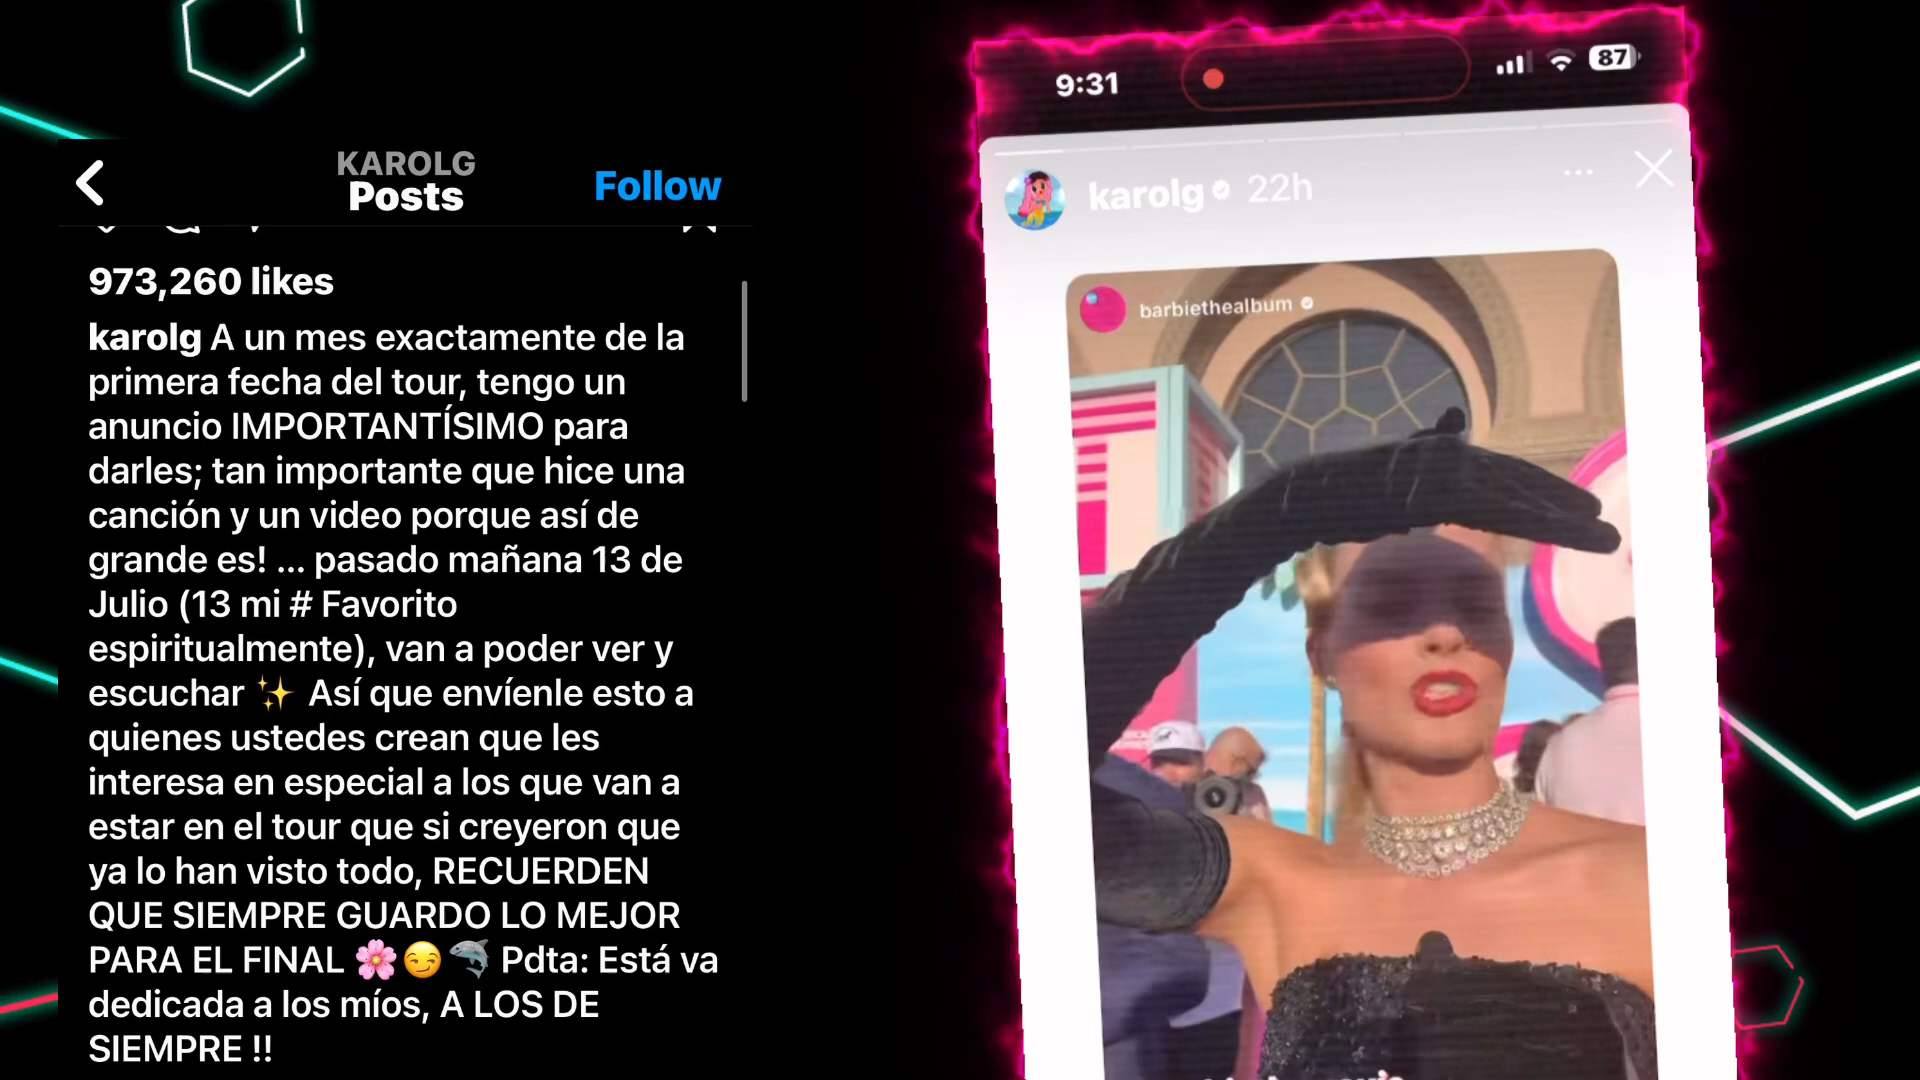 KAROLG
Posts
Follow
973,260 likes
karolg A un mes exactamente de la
primera fecha del tour, tengo un
anuncio IMPORTANTÍSIMO para
darles; tan importante que hice una
canción y un video porque así de
grande es! ... pasado mañana 13 de
Julio (13 mi # Favorito
espiritualmente), van a poder ver y
escuchar ✨ Así que envíenle esto a
quienes ustedes crean que les
interesa en especial a los que van a
estar en el tour que si creyeron que
ya lo han visto todo, RECUERDEN
QUE SIEMPRE GUARDO LO MEJOR
PARA EL FINAL 🌸😏🐬 Pdta: Está va
dedicada a los míos, A LOS DE
SIEMPRE !!
9:31
87
karolg 22h
barbiethealbum